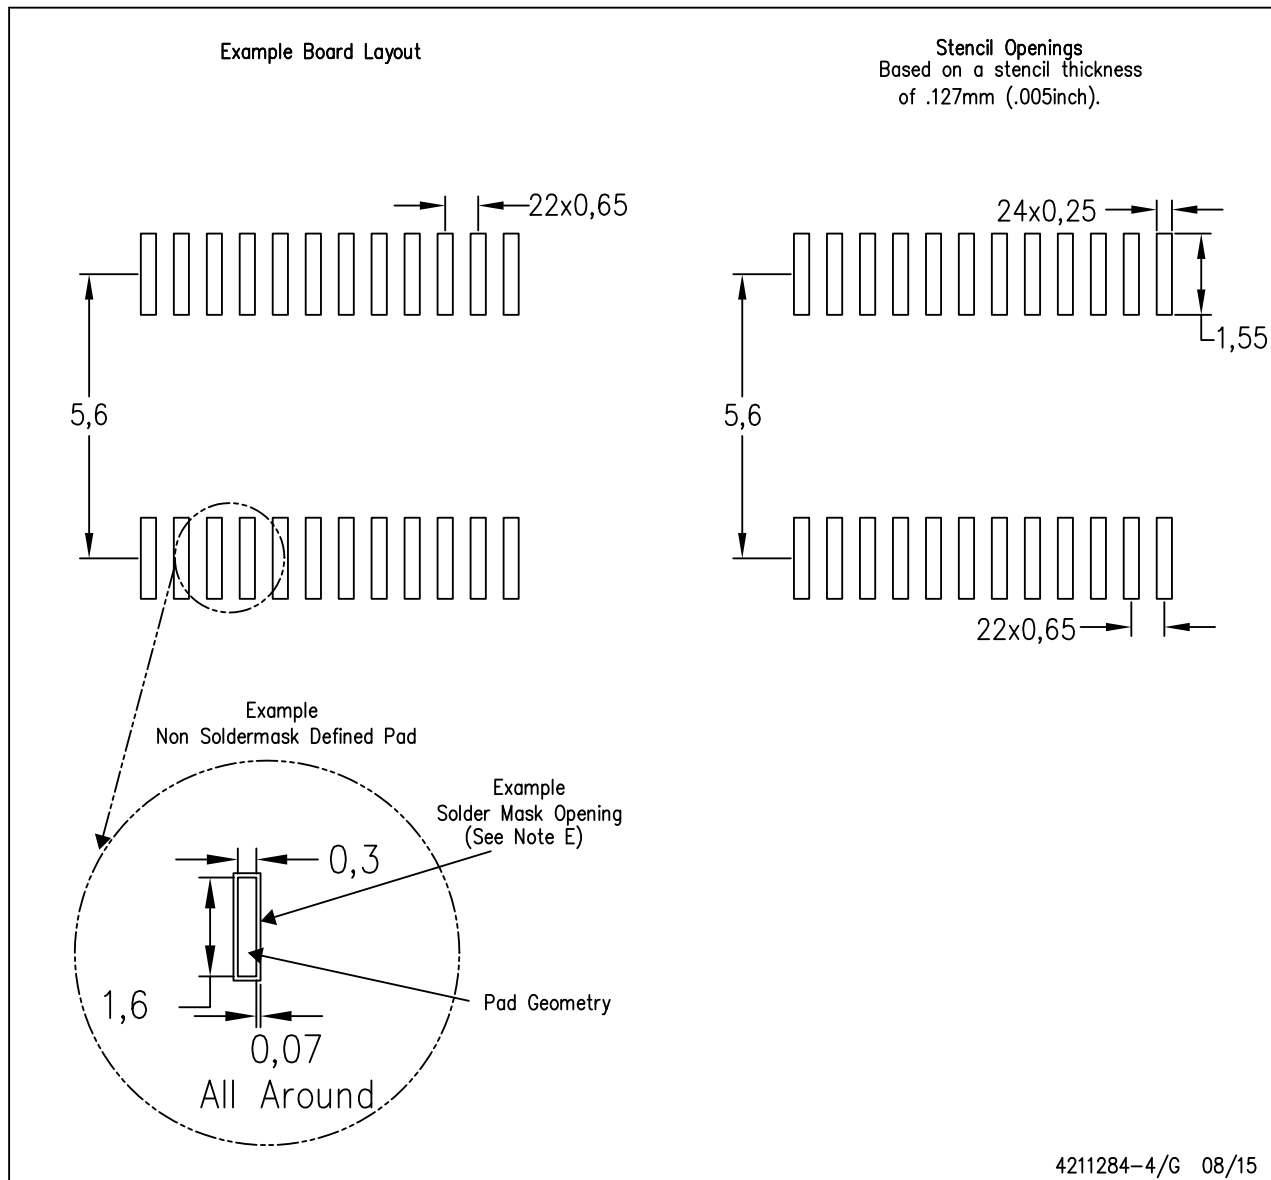 Example Board Layout
Stencil Openings
Based on a stencil thickness
of .127mm (.005inch).
22x0,65
24x0,25
1,55
5,6
5,6
22x0,65
Example
Non Soldermask Defined Pad
Example
Solder Mask Opening
(See Note E)
0,3
1,6
Pad Geometry
0,07
All Around
4211284-4/G 08/15